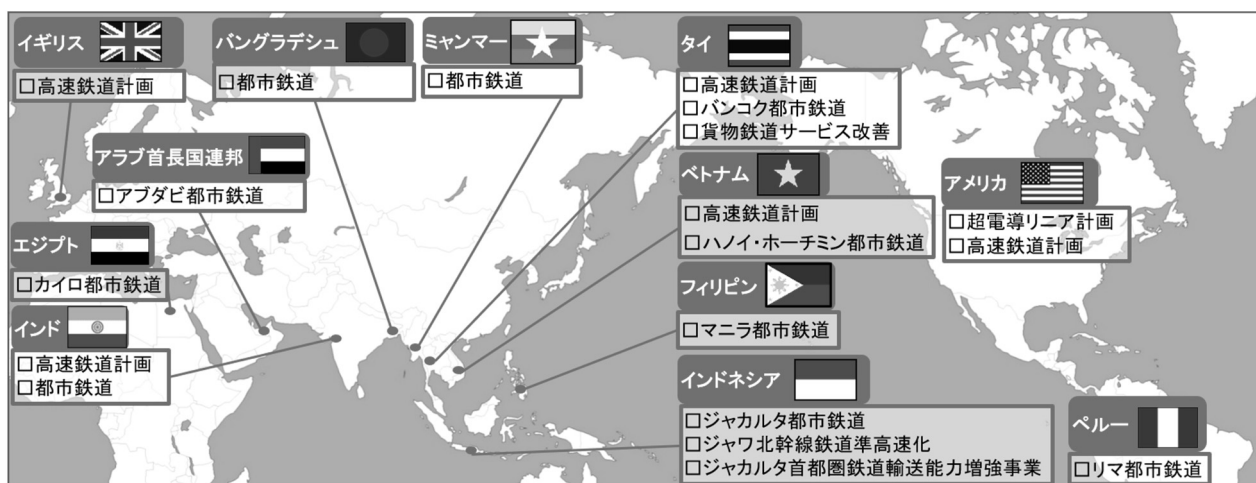 イギリス
□高速鉄道計画
バングラデシュ
□都市鉄道
ミャンマー
□都市鉄道
タイ
□高速鉄道計画
□バンコク都市鉄道
□貨物鉄道サービス改善
アラブ首長国連邦
□アブダビ都市鉄道
ベトナム
□高速鉄道計画
□ハノイ・ホーチミン都市鉄道
アメリカ
□超電導リニア計画
□高速鉄道計画
エジプト
□カイロ都市鉄道
フィリピン
□マニラ都市鉄道
インド
□高速鉄道計画
□都市鉄道
インドネシア
□ジャカルタ都市鉄道
□ジャワ北幹線鉄道準高速化
□ジャカルタ首都圏鉄道輸送能力増強事業
ペルー
□リマ都市鉄道